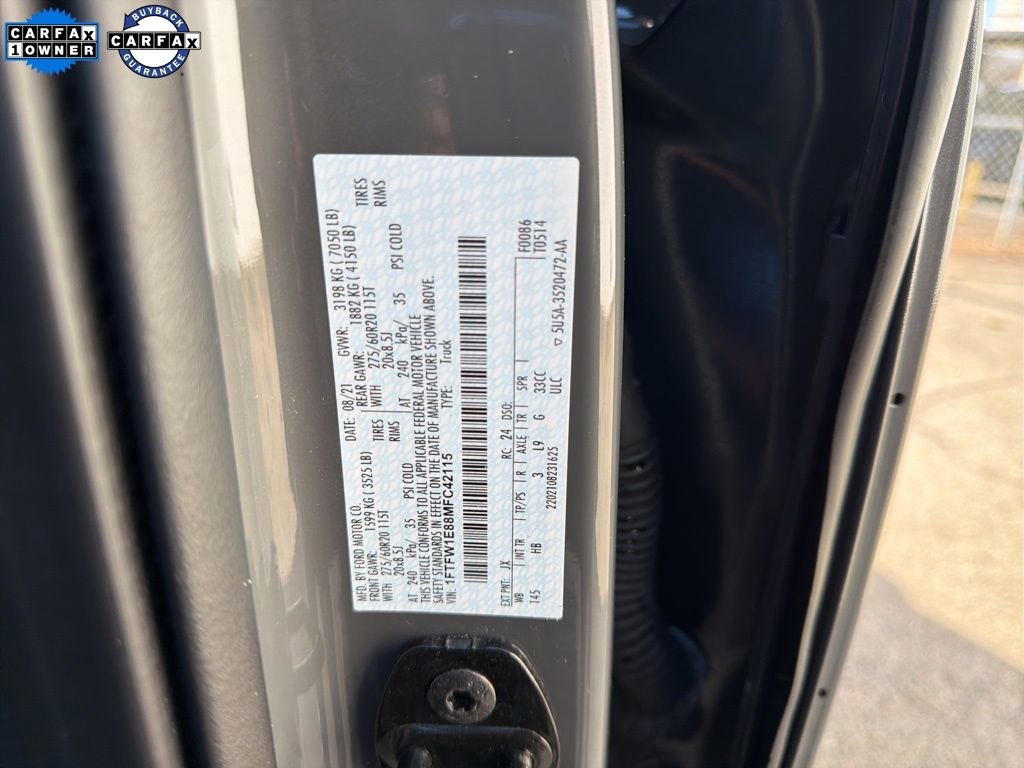 CARFAX
1 OWNER
BUYBACK
CARFAX
GUARANTEE
MFD. BY FORD MOTOR CO.
DATE: 08/21 GVWR: 3198 KG ( 7050 LB)
FRONT GAWR: 1599 KG ( 3525 LB) REAR GAWR: 1882 KG ( 4150 LB)
WITH 275/60R20 115T TIRES WITH 275/60R20 115T TIRES
20x8.5J RIMS 20x8.5J RIMS
AT 240 kPa/ 35 PSI COLD AT 240 kPa/ 35 PSI COLD
THIS VEHICLE CONFORMS TO ALL APPLICABLE FEDERAL MOTOR VEHICLE
SAFETY STANDARDS IN EFFECT ON THE DATE OF MANUFACTURE SHOWN ABOVE.
VIN: 1FTFW1E88MFC42115 TYPE: Truck
EXT PNT: JX RC: 24 DSO: F0086
WB INT TR TP/PS R AXLE TR SPR T0514
145 HB 3 L9 G 33CC
ULC
2202108231625 ▽ 5U5A-3520472-AA